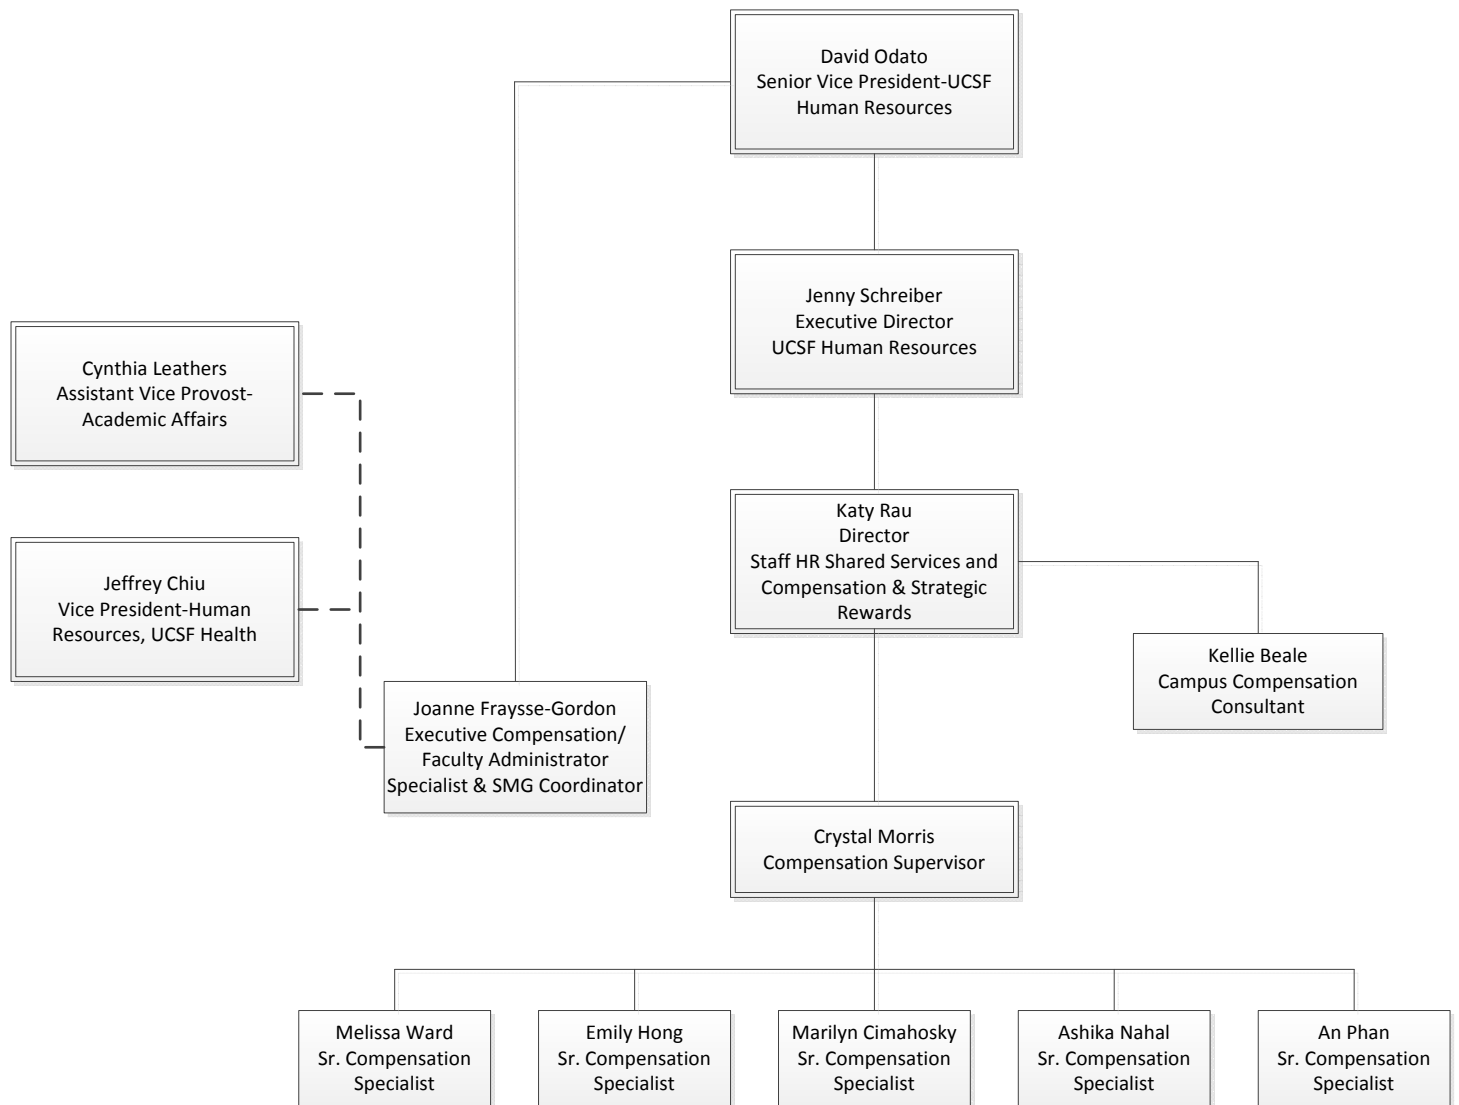 David Odato
Senior Vice President-UCSF
Human Resources
Jenny Schreiber
Executive Director
UCSF Human Resources
Cynthia Leathers
Assistant Vice Provost-
Academic Affairs
Katy Rau
Director
Staff HR Shared Services and
Compensation & Strategic
Rewards
Jeffrey Chiu
Vice President-Human
Resources, UCSF Health
Kellie Beale
Campus Compensation
Consultant
Joanne Fraysse-Gordon
Executive Compensation/
Faculty Administrator
Specialist & SMG Coordinator
Crystal Morris
Compensation Supervisor
Melissa Ward
Sr. Compensation
Specialist
Emily Hong
Sr. Compensation
Specialist
Marilyn Cimahosky
Sr. Compensation
Specialist
Ashika Nahal
Sr. Compensation
Specialist
An Phan
Sr. Compensation
Specialist